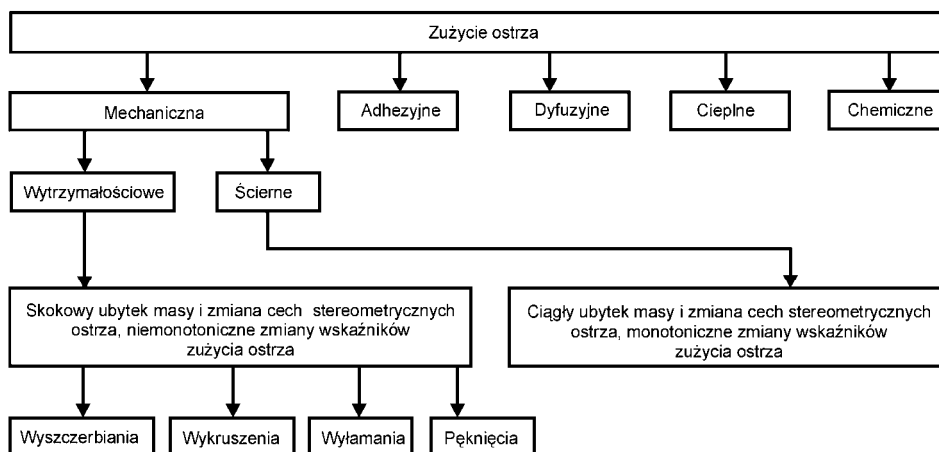 Zużycie ostrza
Mechaniczna
Adhezyjne
Dyfuzyjne
Cieplne
Chemiczne
Wytrzymałościowe
Ścierne
Skokowy ubytek masy i zmiana cech stereometrycznych
ostrza, niemonotoniczne zmiany wskaźników
zużycia ostrza
Ciągły ubytek masy i zmiana cech stereometrycznych
ostrza, monotoniczne zmiany wskaźników
zużycia ostrza
Wyszczerbiania
Wykruszenia
Wyłamania
Pęknięcia